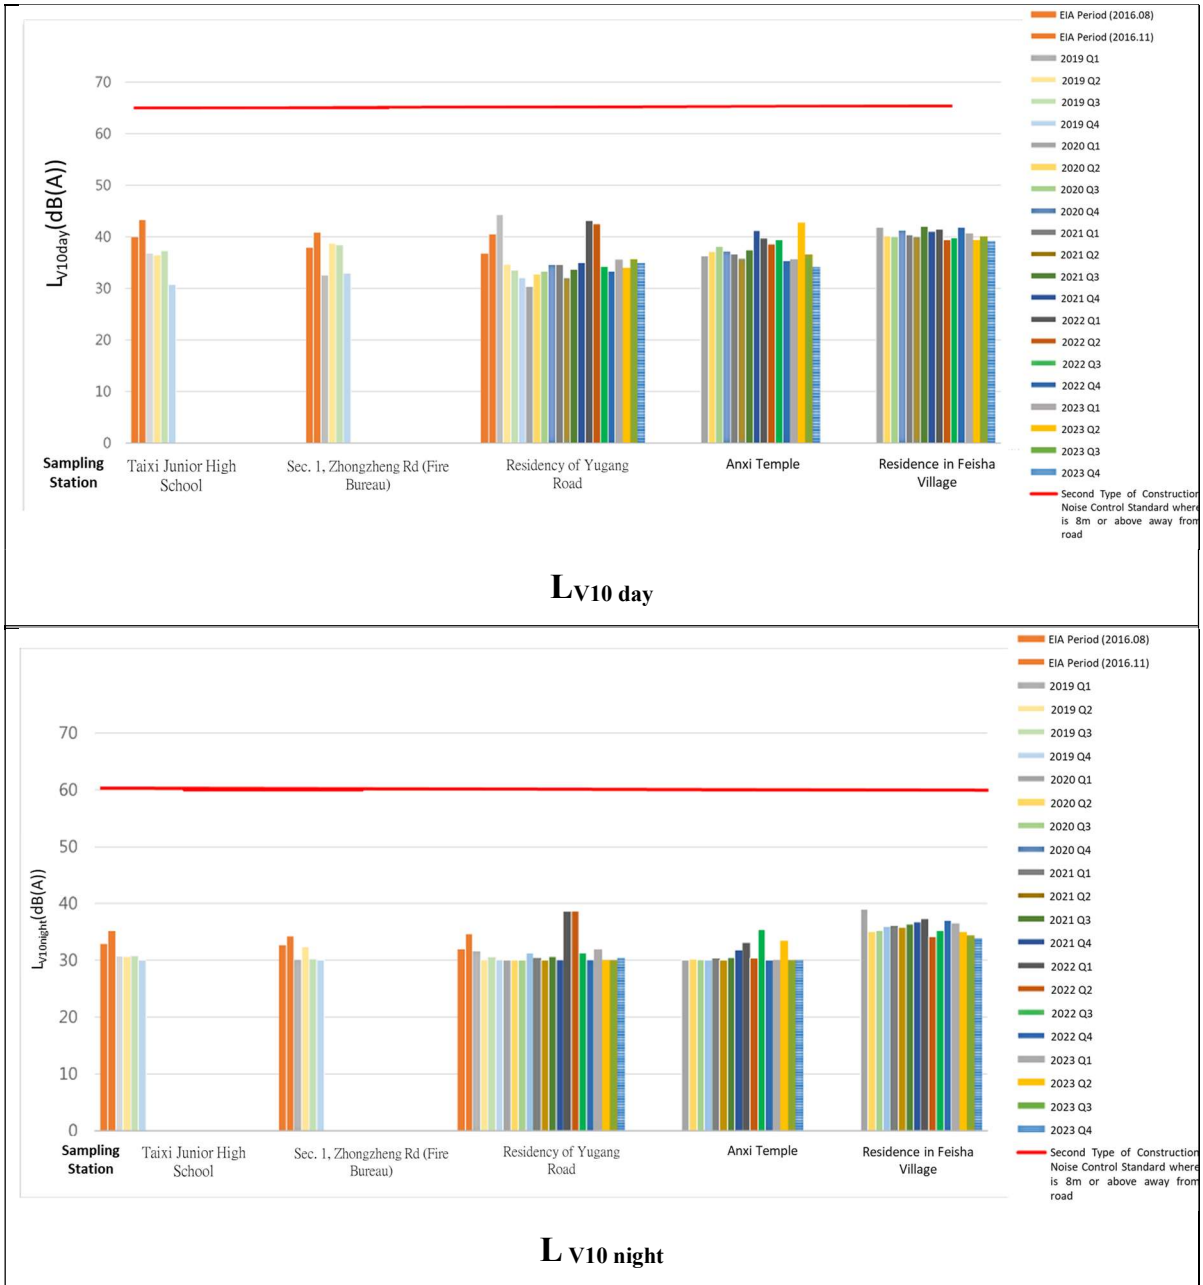 EIA Period (2016.08)
EIA Period (2016.11)
2019 Q1
2019 Q2
2019 Q3
2019 Q4
2020 Q1
2020 Q2
2020 Q3
2020 Q4
2021 Q1
2021 Q2
2021 Q3
2021 Q4
2022 Q1
2022 Q2
2022 Q3
2022 Q4
2023 Q1
2023 Q2
2023 Q3
2023 Q4
Second Type of Construction
Noise Control Standard where
is 8m or above away from
road
LV10day(dB(A))
70
60
50
40
30
20
10
0
Sampling
Station
Taixi Junior High
School
Sec. 1, Zhongzheng Rd (Fire
Bureau)
Residency of Yugang
Road
Anxi Temple
Residence in Feisha
Village
LV10 day
EIA Period (2016.08)
EIA Period (2016.11)
2019 Q1
2019 Q2
2019 Q3
2019 Q4
2020 Q1
2020 Q2
2020 Q3
2020 Q4
2021 Q1
2021 Q2
2021 Q3
2021 Q4
2022 Q1
2022 Q2
2022 Q3
2022 Q4
2023 Q1
2023 Q2
2023 Q3
2023 Q4
Second Type of Construction
Noise Control Standard where
is 8m or above away from
road
LV10night(dB(A))
70
60
50
40
30
20
10
0
Sampling
Station
Taixi Junior High
School
Sec. 1, Zhongzheng Rd (Fire
Bureau)
Residency of Yugang
Road
Anxi Temple
Residence in Feisha
Village
L V10 night